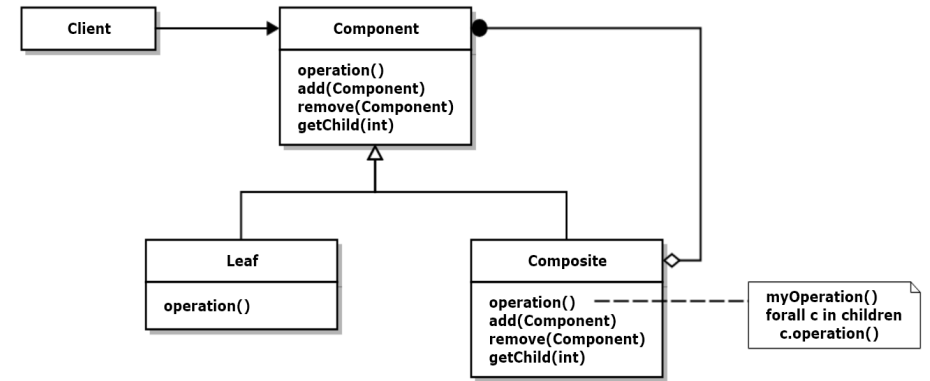 Client
Component
operation()
add(Component)
remove(Component)
getChild(int)
Leaf
operation()
Composite
operation()
add(Component)
remove(Component)
getChild(int)
myOperation()
forall c in children
c.operation()